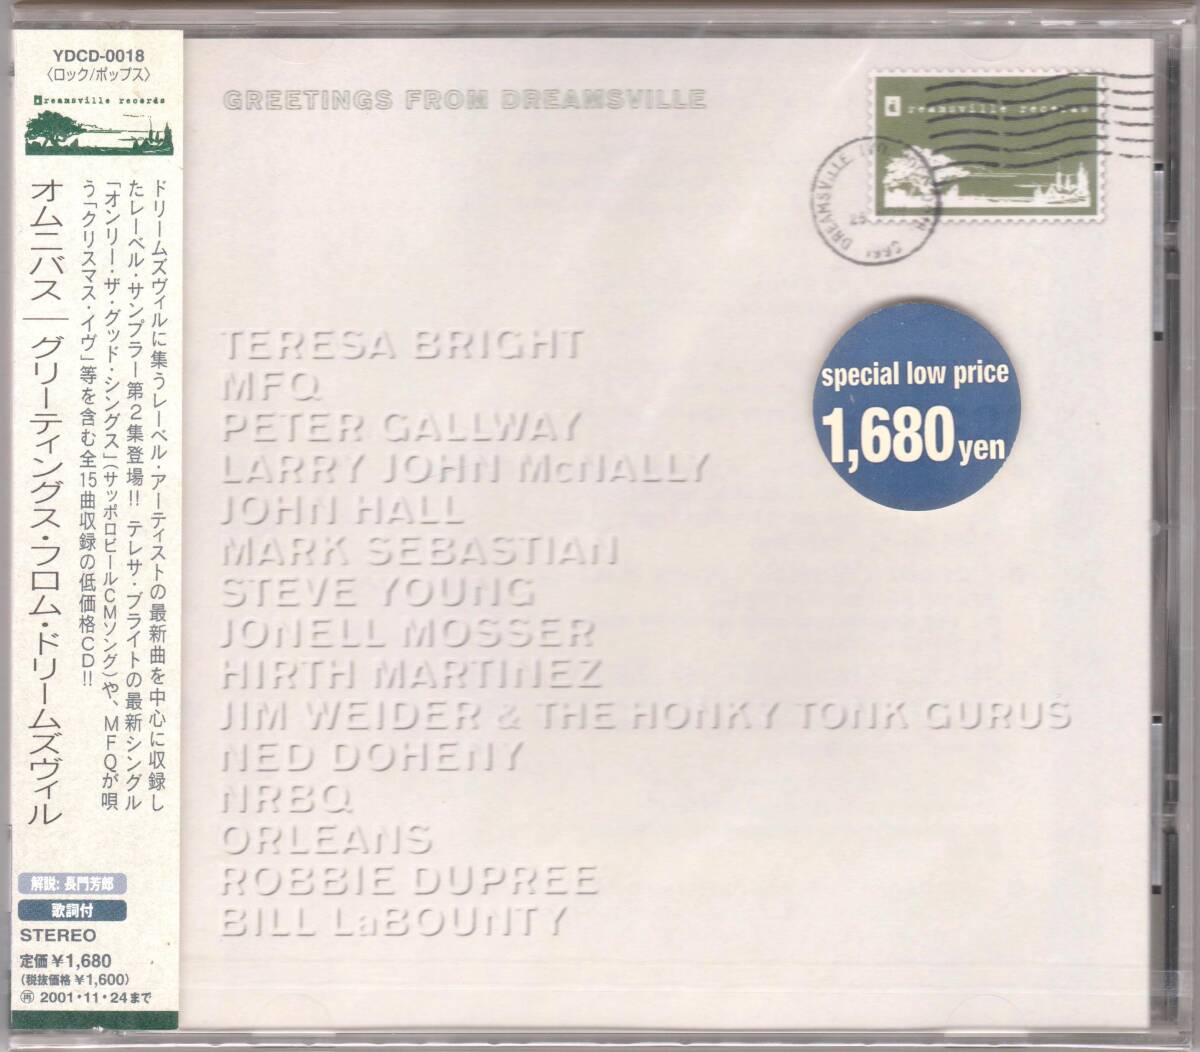 YDCD-0018
〈ロック/ポップス〉
dreamsville records
ドリームズヴィルに集うレーベル・アーティストの最新曲を中心に収録し
たレーベル・サンプラー第2集登場!! テレサ・ブライトの最新シングル
「オンリー・ザ・グッド・シングス」(サッポロビールCMソング)や、MFQが唄
う「クリスマス・イヴ」等を含む全15曲収録の低価格CD!!
オムニバス│グリーティングス・フロム・ドリームズヴィル
解説: 長門芳郎
歌詞付
STEREO
定価¥1,680
(税抜価格¥1,600)
再 2001・11・24まで
GREETINGS FROM DREAMSVILLE
dreamsville records
DREAMSVILLE
special low price
1,680 yen
TERESA BRIGHT
MFQ
PETER GALLWAY
LARRY JOHN McNALLY
JOHN HALL
MARK SEBASTIAN
STEVE YOUNG
JONELL MOSSER
HIRTH MARTINEZ
JIM WEIDER & THE HONKY TONK GURUS
NED DOHENY
NRBQ
ORLEANS
ROBBIE DUPREE
BILL LaBOUNTY